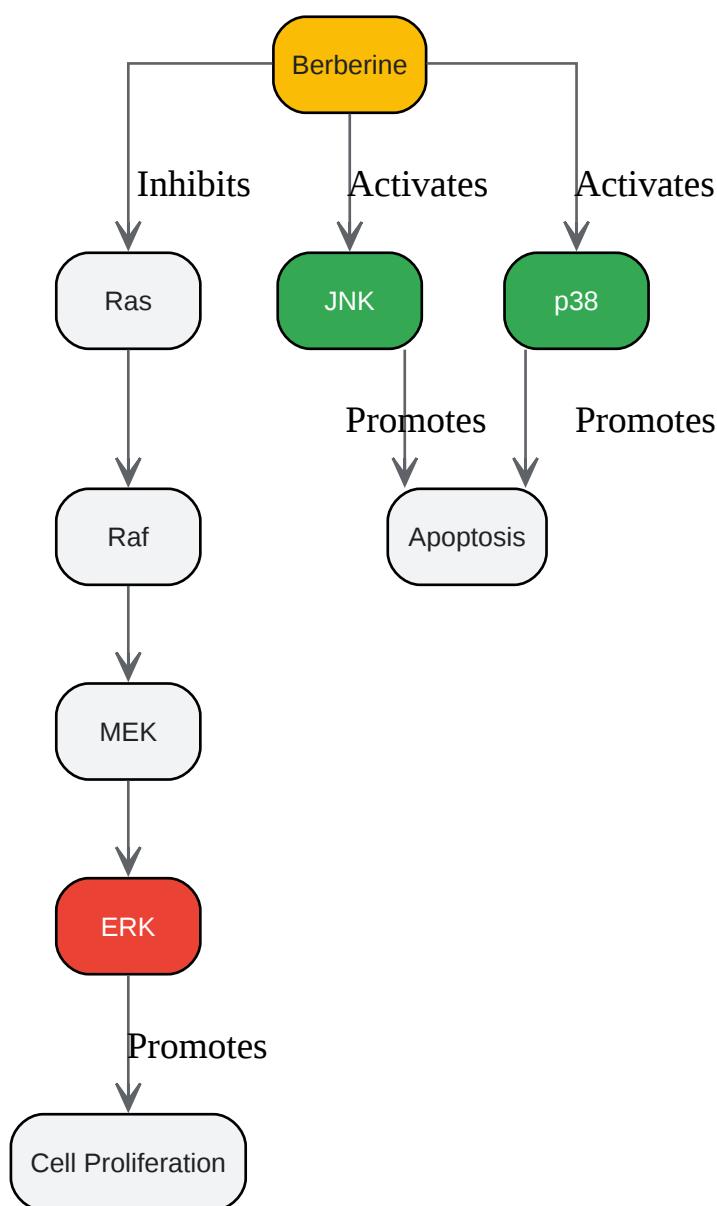 Berberine
Inhibits
Activates
Activates
Ras
JNK
p38
Promotes
Promotes
Raf
Apoptosis
MEK
ERK
Promotes
Cell Proliferation